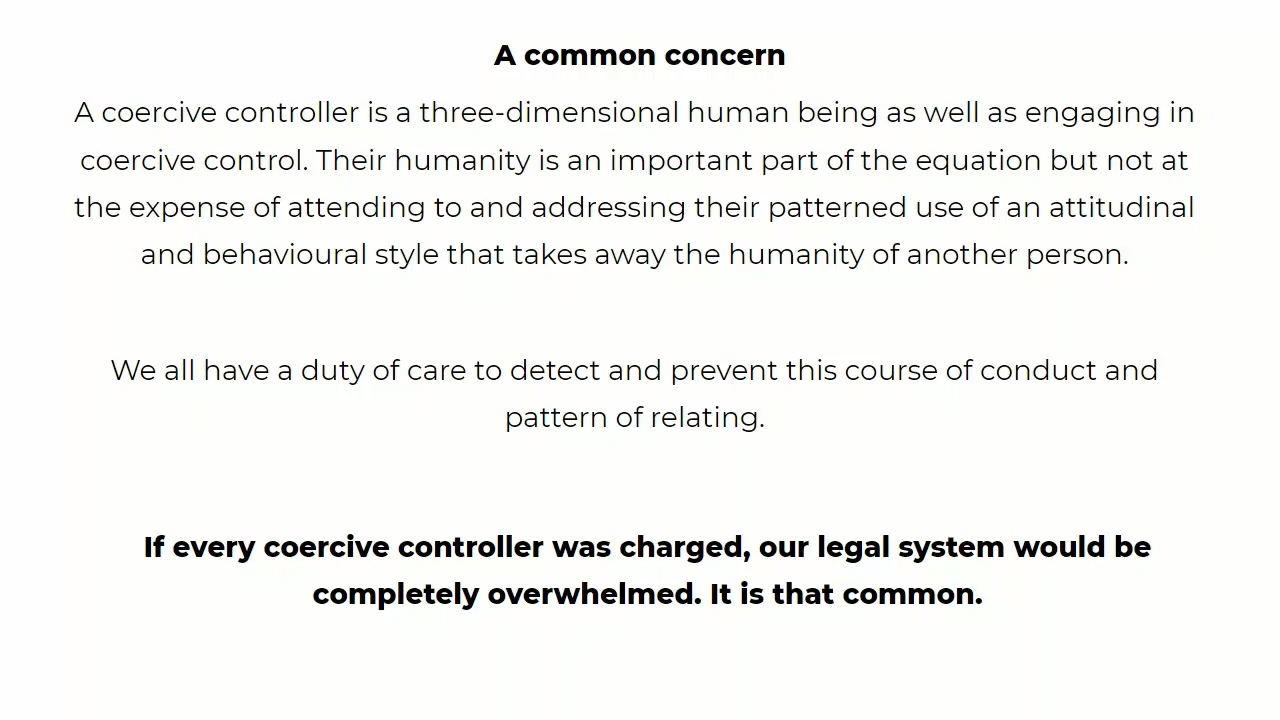 A common concern
A coercive controller is a three-dimensional human being as well as engaging in
coercive control. Their humanity is an important part of the equation but not at
the expense of attending to and addressing their patterned use of an attitudinal
and behavioural style that takes away the humanity of another person.
We all have a duty of care to detect and prevent this course of conduct and
pattern of relating.
If every coercive controller was charged, our legal system would be
completely overwhelmed. It is that common.